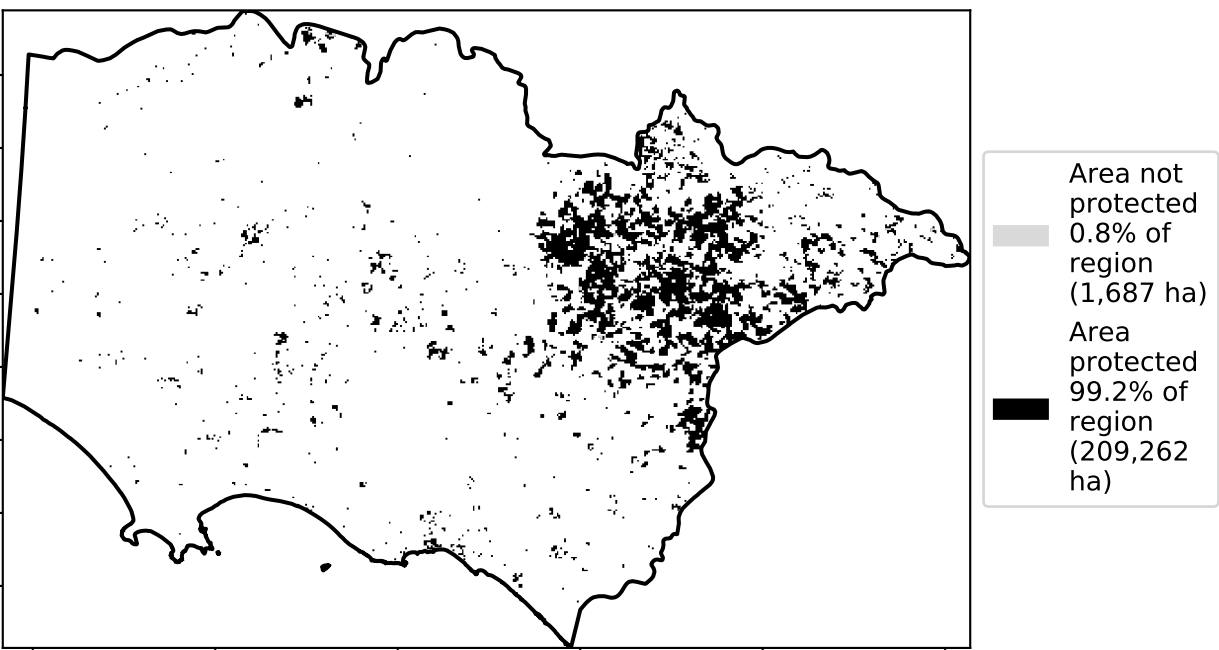 Area not
protected
0.8% of
region
(1,687 ha)
Area
protected
99.2% of
region
(209,262
ha)